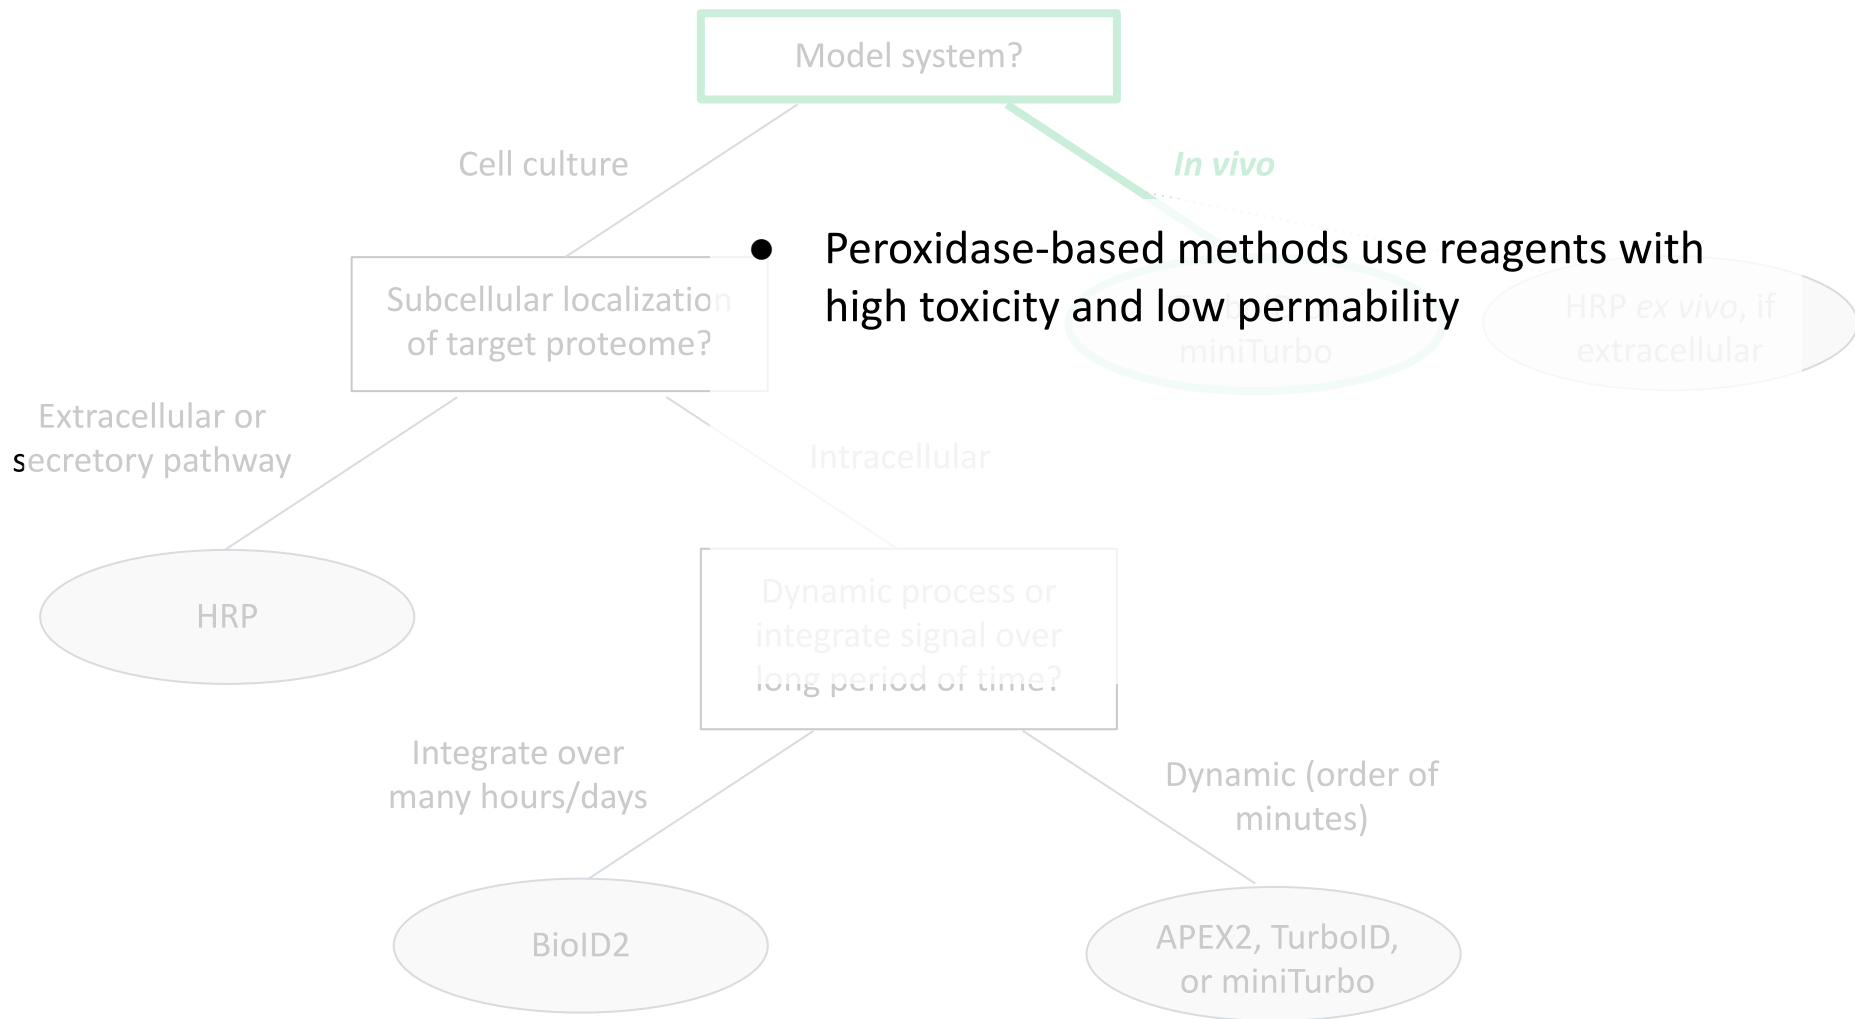 Model system?
Cell culture
In vivo
● Peroxidase-based methods use reagents with
high toxicity and low permability
Subcellular localization
of target proteome?
miniTurbo
HRP ex vivo, if
extracellular
Extracellular or
secretory pathway
Intracellular
HRP
Dynamic process or
integrate signal over
long period of time?
Integrate over
many hours/days
Dynamic (order of
minutes)
BioID2
APEX2, TurboID,
or miniTurbo